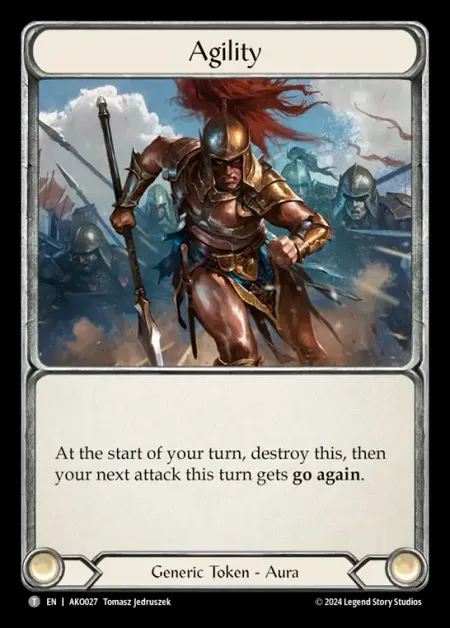 Agility
At the start of your turn, destroy this, then
your next attack this turn gets go again.
Generic Token - Aura
T EN | AKO027 Tomasz Jedruszek © 2024 Legend Story Studios